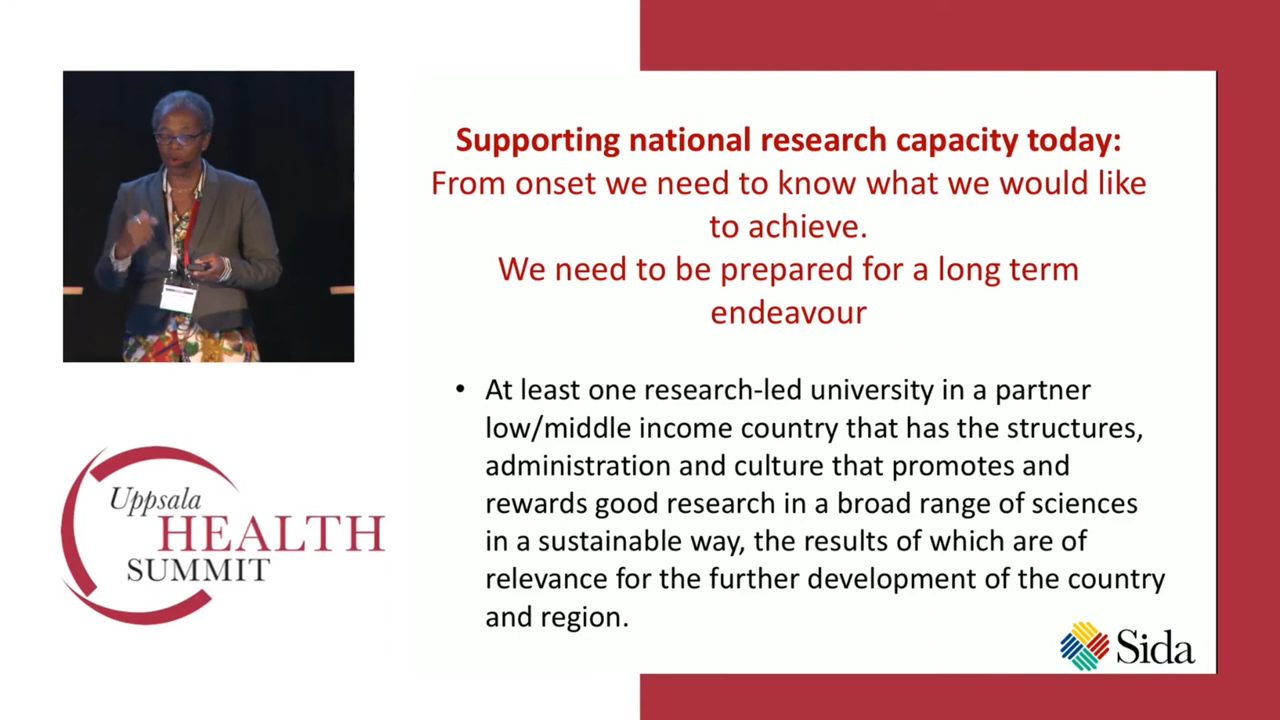 Supporting national research capacity today:
From onset we need to know what we would like
to achieve.
We need to be prepared for a long term
endeavour
• At least one research-led university in a partner
low/middle income country that has the structures,
administration and culture that promotes and
rewards good research in a broad range of sciences
in a sustainable way, the results of which are of
relevance for the further development of the country
and region.
Sida
Uppsala
HEALTH
SUMMIT